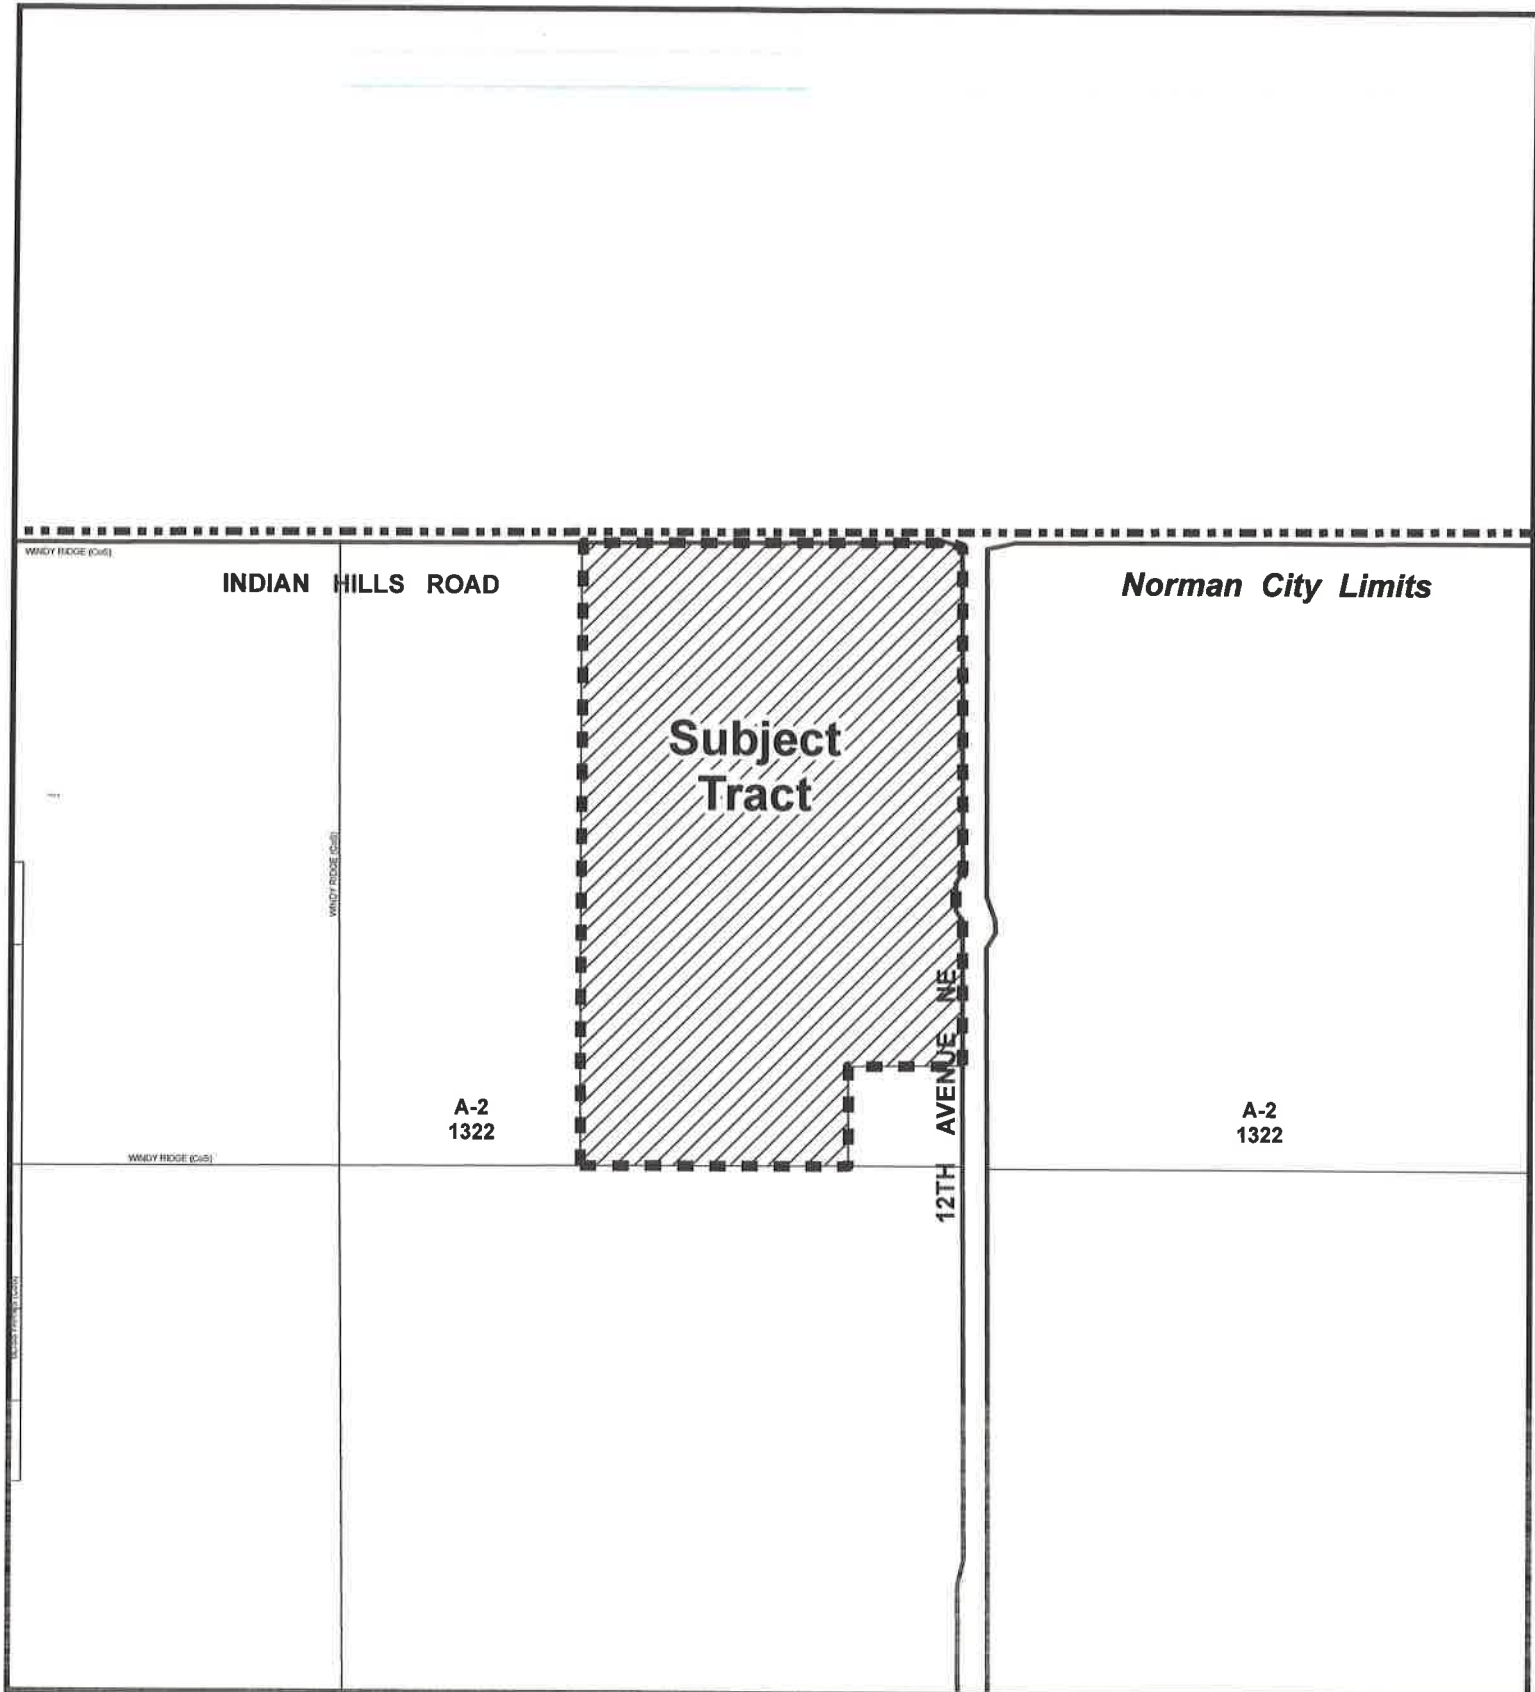 WINDY RIDGE (CoS)
INDIAN HILLS ROAD
Norman City Limits
Subject
Tract
WINDY RIDGE (CoS)
12TH AVENUE NE
A-2
1322
A-2
1322
WINDY RIDGE (CoS)